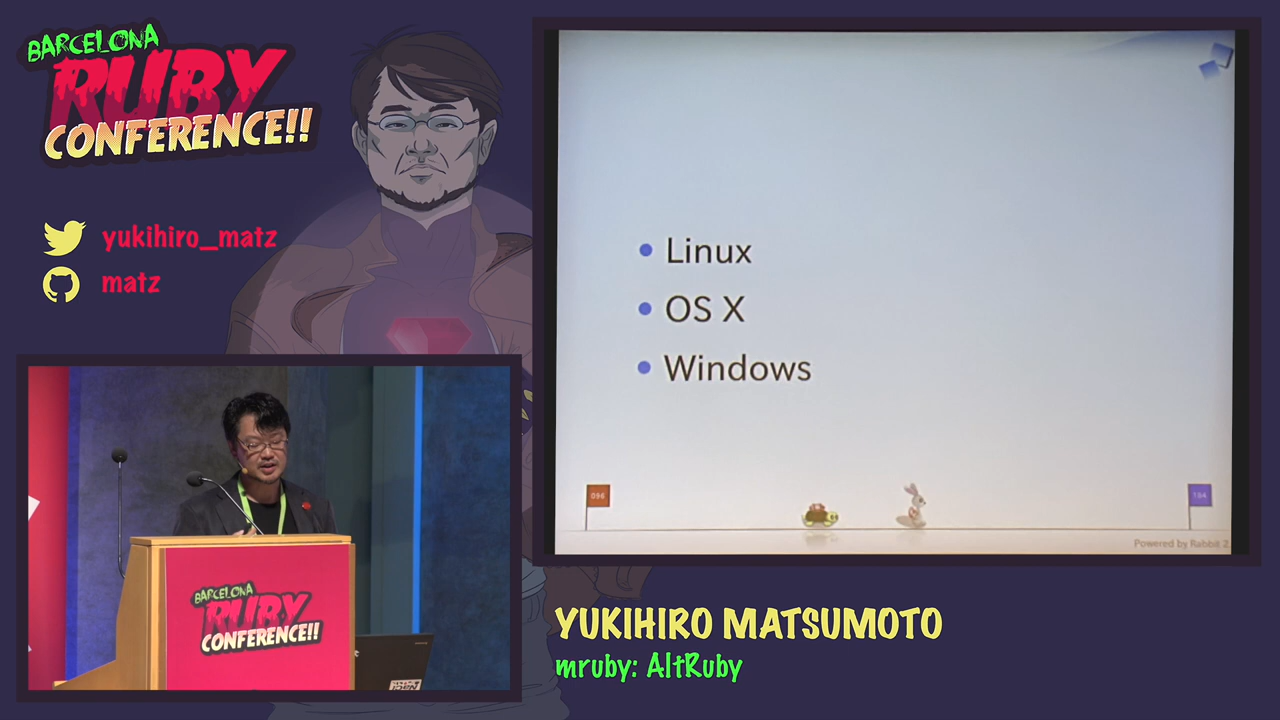 BARCELONA
RUBY
CONFERENCE!!
yukihiro_matz
matz
Linux
OS X
Windows
096
104
Powered by Rabbit 2
BARCELONA
RUBY
CONFERENCE!!
YUKIHIRO MATSUMOTO
mruby: AltRuby